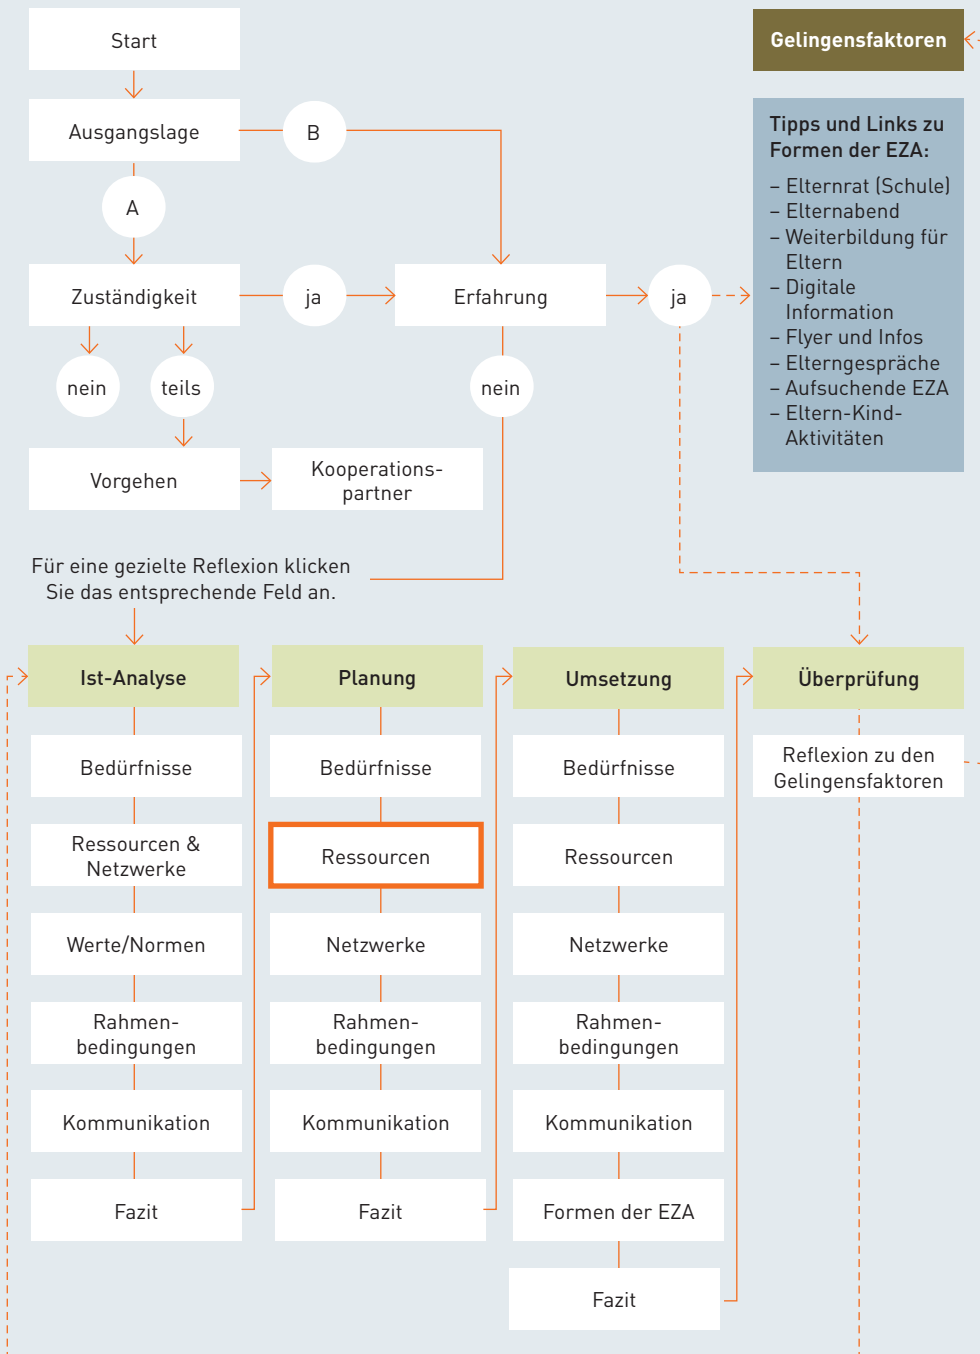 Start
Gelingensfaktoren
Ausgangslage
B
A
Tipps und Links zu
Formen der EZA:
– Elternrat (Schule)
– Elternabend
– Weiterbildung für
Eltern
– Digitale
Information
– Flyer und Infos
– Elterngespräche
– Aufsuchende EZA
– Eltern-Kind-
Aktivitäten
Zuständigkeit
ja
Erfahrung
ja
nein
teils
nein
Vorgehen
Kooperations-
partner
Für eine gezielte Reflexion klicken
Sie das entsprechende Feld an.
Ist-Analyse
Bedürfnisse
Ressourcen &
Netzwerke
Werte/Normen
Rahmen-
bedingungen
Kommunikation
Fazit
Planung
Bedürfnisse
Ressourcen
Netzwerke
Rahmen-
bedingungen
Kommunikation
Fazit
Umsetzung
Bedürfnisse
Ressourcen
Netzwerke
Rahmen-
bedingungen
Kommunikation
Formen der EZA
Fazit
Überprüfung
Reflexion zu den
Gelingensfaktoren